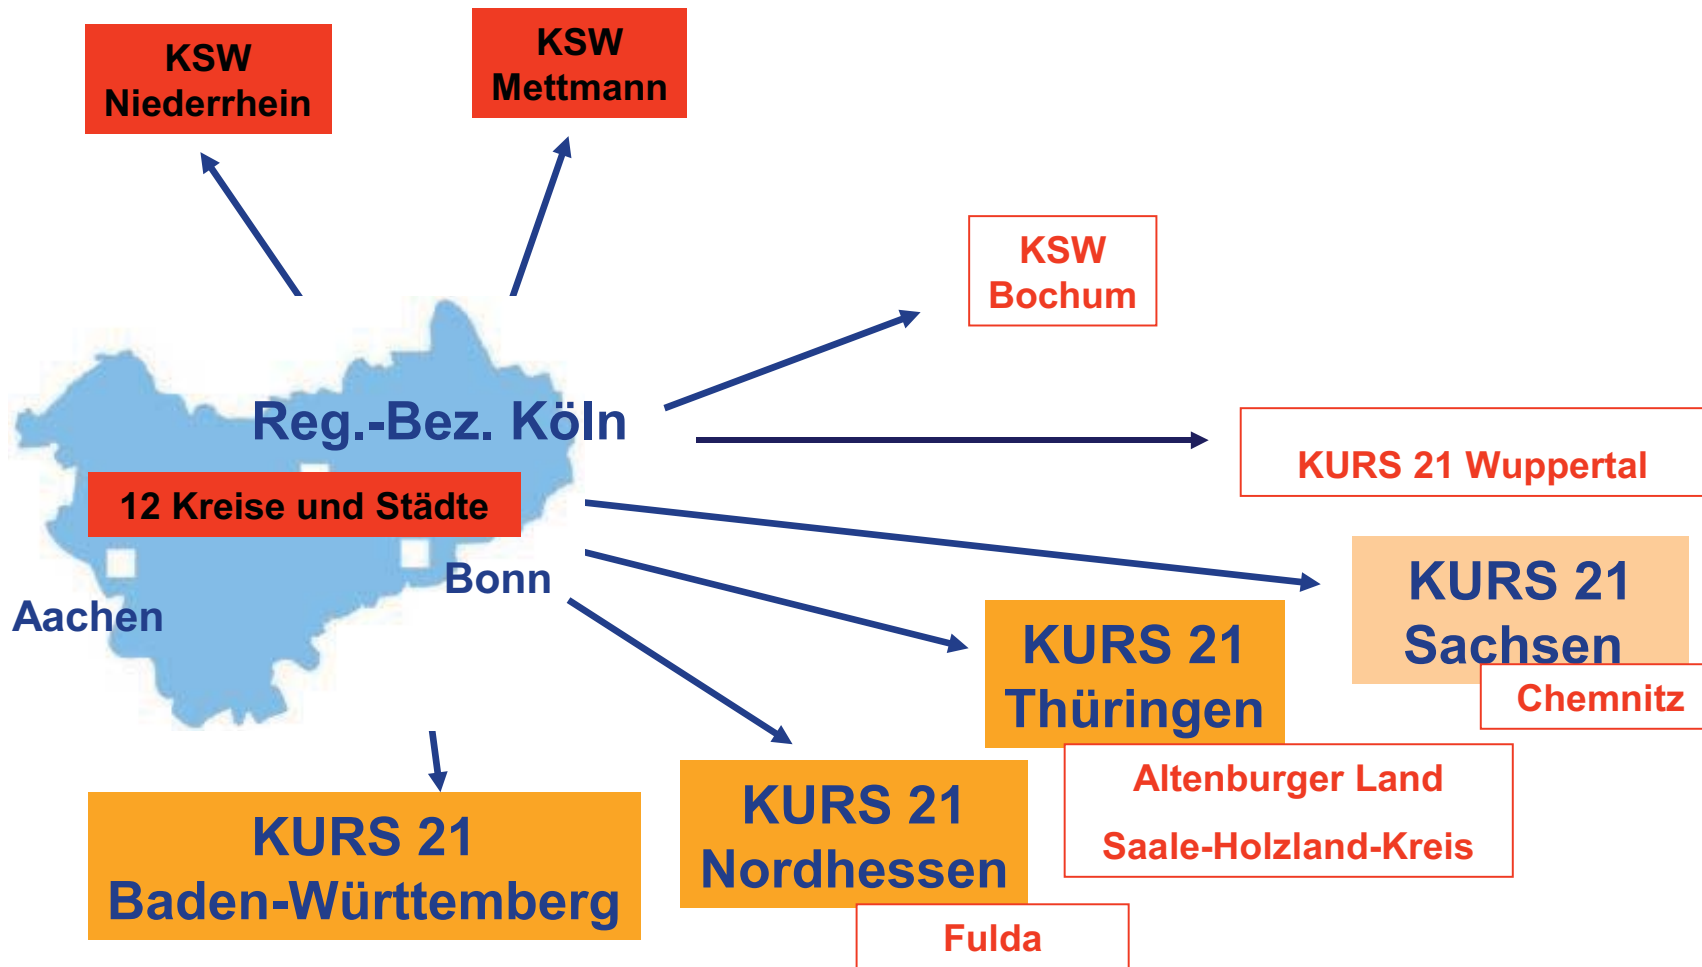 KSW
Niederrhein
KSW
Mettmann
KSW
Bochum
Reg.-Bez. Köln
KURS 21 Wuppertal
12 Kreise und Städte
Bonn
Aachen
KURS 21
Sachsen
Chemnitz
KURS 21
Thüringen
Altenburger Land
Saale-Holzland-Kreis
KURS 21
Nordhessen
Fulda
KURS 21
Baden-Württemberg